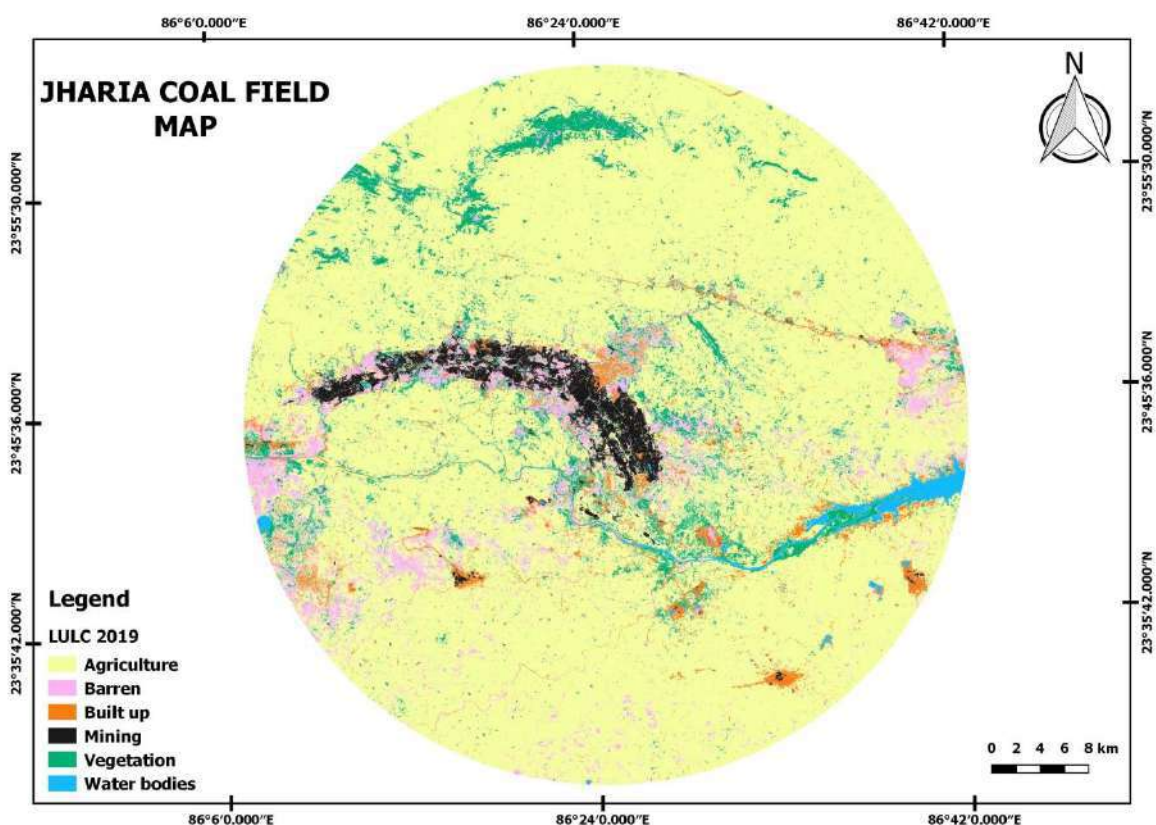 86°6'0.000"E 86°24'0.000"E 86°42'0.000"E
JHARIA COAL FIELD
MAP
N
23°55'30.000"N
23°55'30.000"N
23°45'36.000"N
23°45'36.000"N
23°35'42.000"N
23°35'42.000"N
Legend
LULC 2019
Agriculture
Barren
Built up
Mining
Vegetation
Water bodies
0 2 4 6 8 km
86°6'0.000"E 86°24'0.000"E 86°42'0.000"E